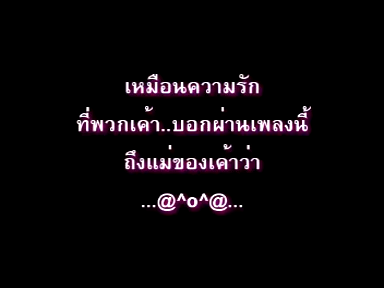 เหมือนความรัก
ที่พวกเค้า..บอกผ่านเพลงนี้
ถึงแม่ของเค้าว่า
...@^o^@...